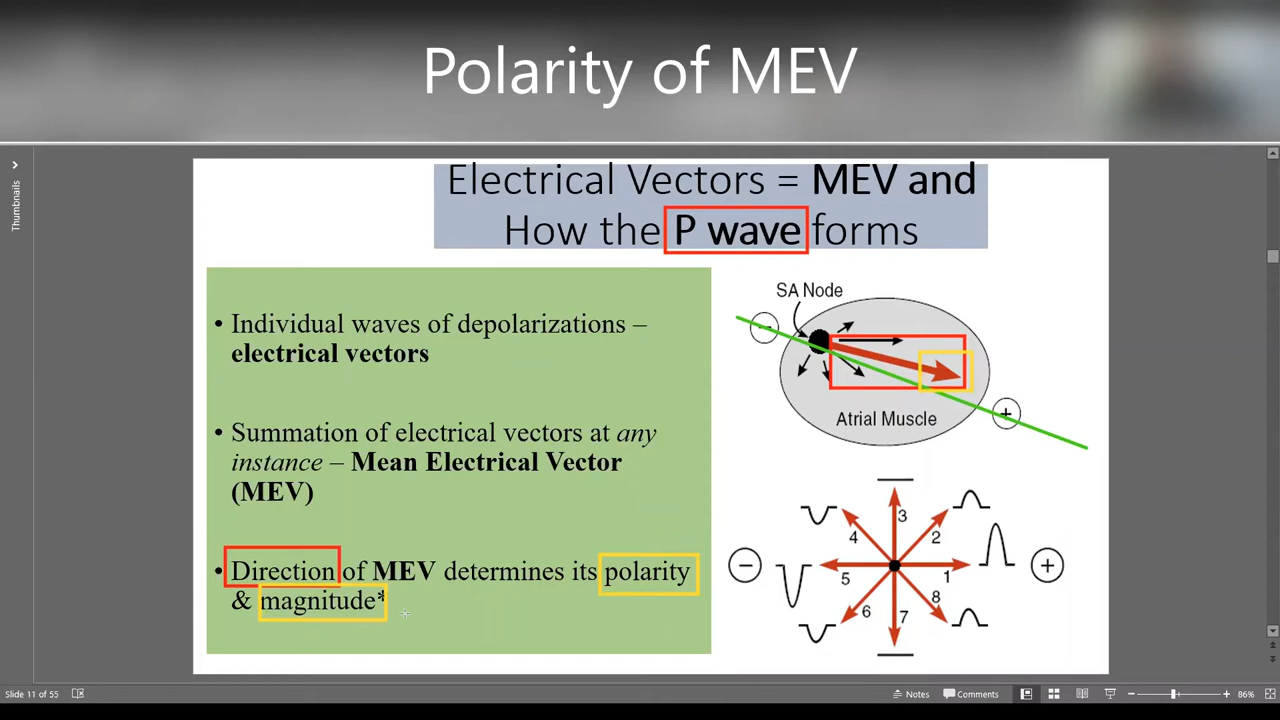 Polarity of MEV
Thumbnails
Electrical Vectors = MEV and
How the P wave forms
• Individual waves of depolarizations –
electrical vectors
• Summation of electrical vectors at any
instance – Mean Electrical Vector
(MEV)
• Direction of MEV determines its polarity
& magnitude*
SA Node
−
+
Atrial Muscle
3
4
2
−
5
1
+
6
7
8
Slide 11 of 55
Notes
Comments
86%